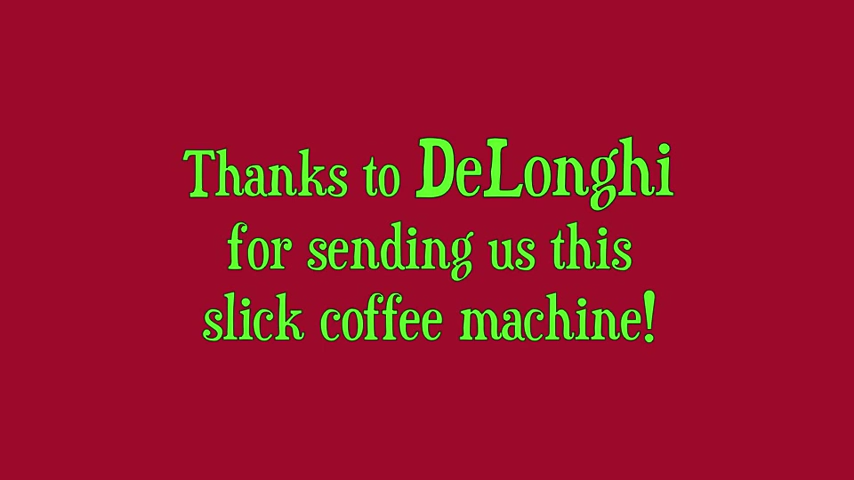 Thanks to DeLonghi
for sending us this
slick coffee machine!